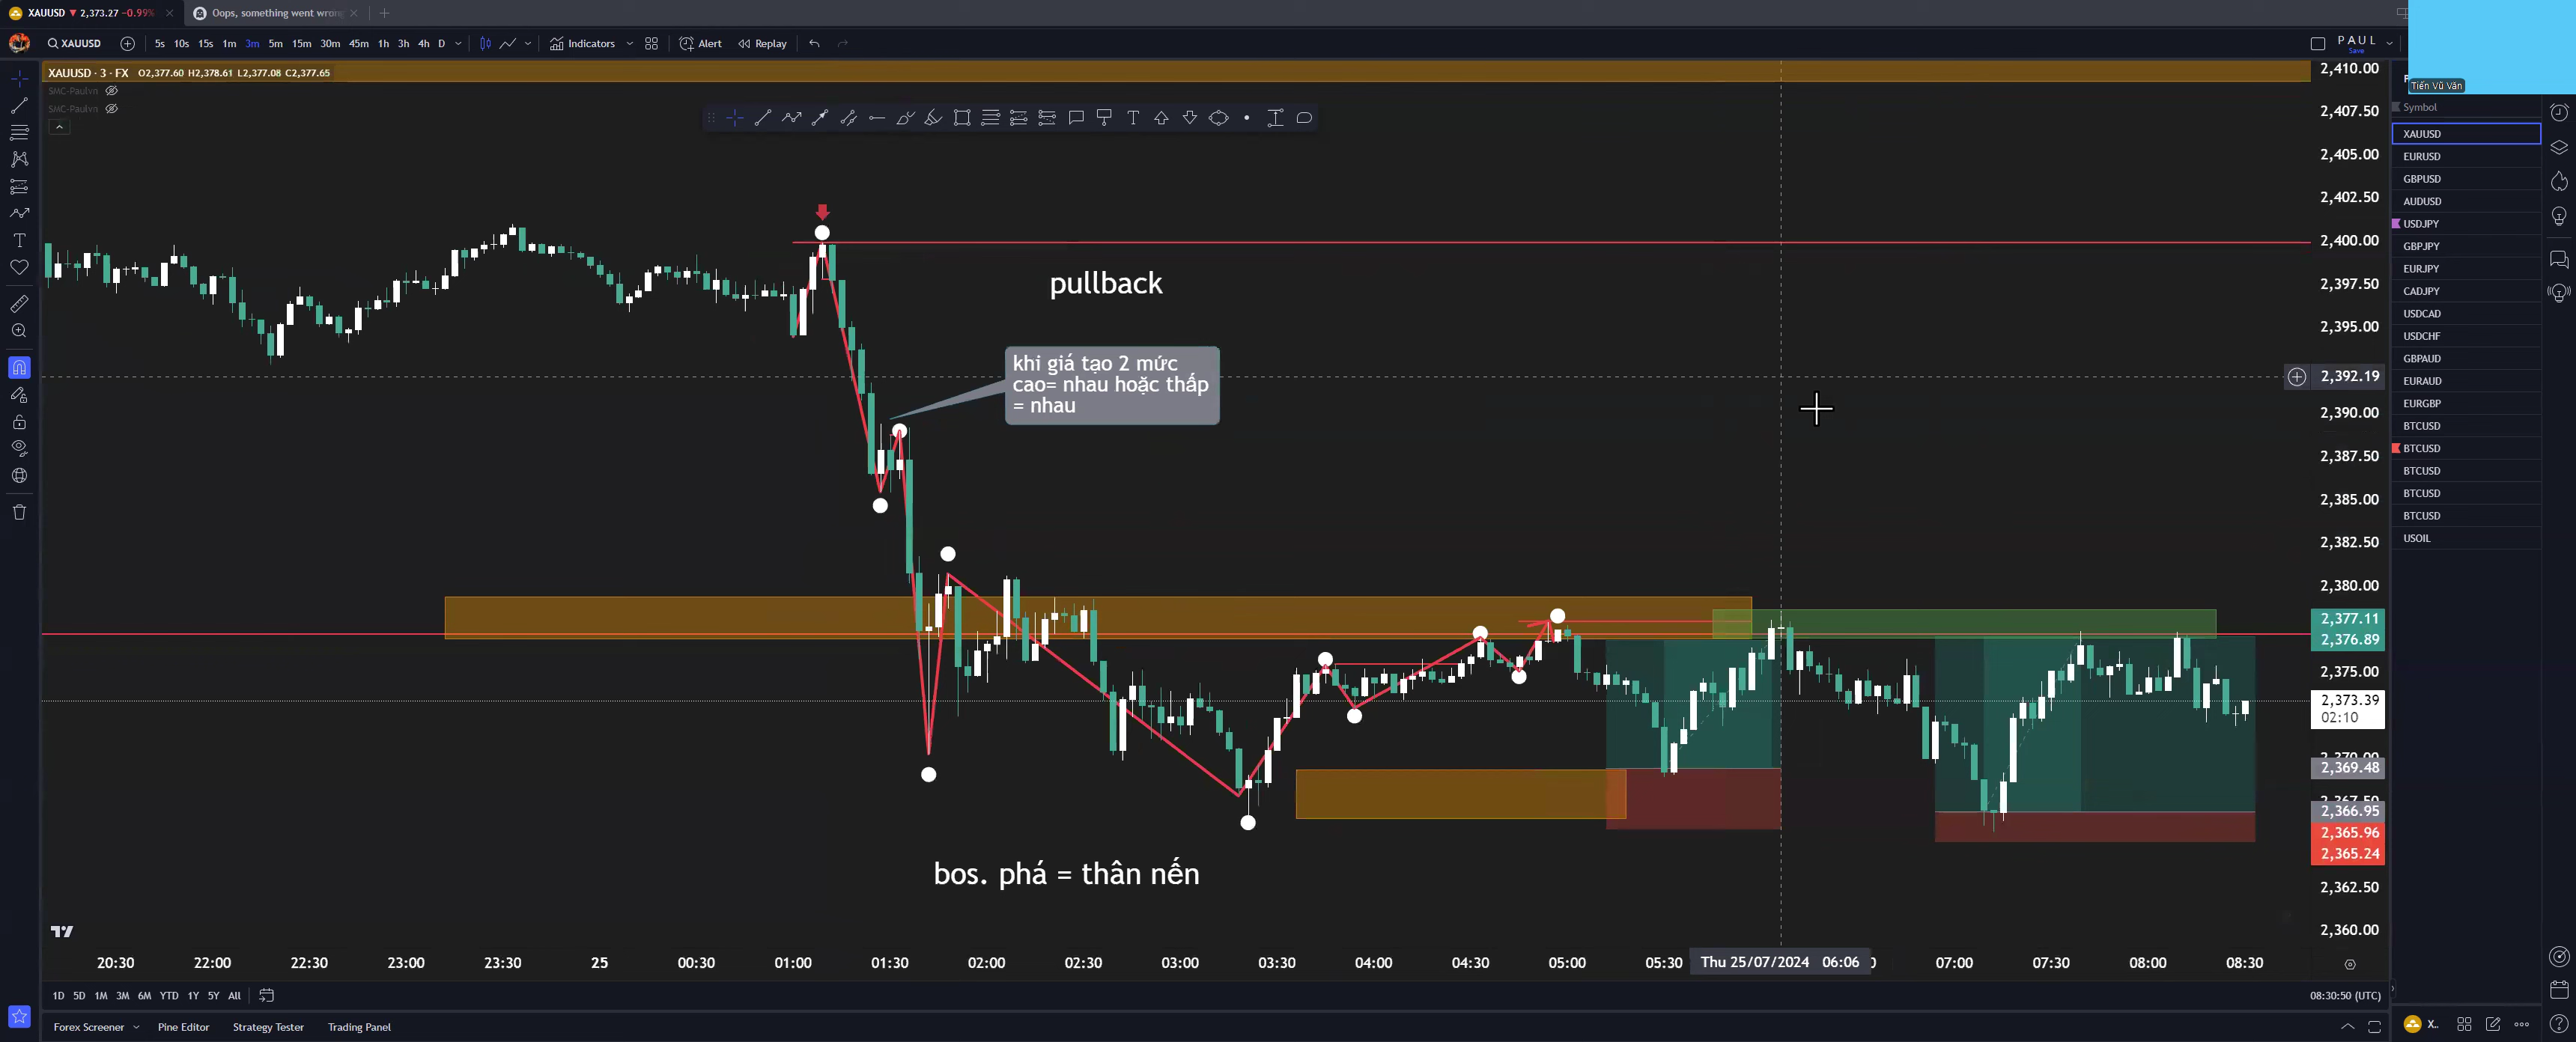 XAUUSD ▼ 2,373.27 -0.99%
Oops, something went wrong
XAUUSD
5s 10s 15s 1m 3m 5m 15m 30m 45m 1h 3h 4h D
Indicators
Alert
Replay
PAUL
Save
Tiến Vũ Văn
XAUUSD · 3 · FX O2,377.60 H2,378.61 L2,377.08 C2,377.65
SMC-Paulvn
SMC-Paulvn
pullback
khi giá tạo 2 mức
cao= nhau hoặc thấp
= nhau
bos. phá = thân nến
2,410.00
2,407.50
2,405.00
2,402.50
2,400.00
2,397.50
2,395.00
2,392.19
2,390.00
2,387.50
2,385.00
2,382.50
2,380.00
2,377.11
2,376.89
2,375.00
2,373.39
02:10
2,369.48
2,366.95
2,365.96
2,365.24
2,362.50
2,360.00
Symbol
XAUUSD
EURUSD
GBPUSD
AUDUSD
USDJPY
GBPJPY
EURJPY
CADJPY
USDCAD
USDCHF
GBPAUD
EURAUD
EURGBP
BTCUSD
BTCUSD
BTCUSD
BTCUSD
BTCUSD
USOIL
20:30 22:00 22:30 23:00 23:30 25 00:30 01:00 01:30 02:00 02:30 03:00 03:30 04:00 04:30 05:00 05:30 Thu 25/07/2024 06:06 07:00 07:30 08:00 08:30
1D 5D 1M 3M 6M YTD 1Y 5Y All
08:30:50 (UTC)
Forex Screener Pine Editor Strategy Tester Trading Panel
X..